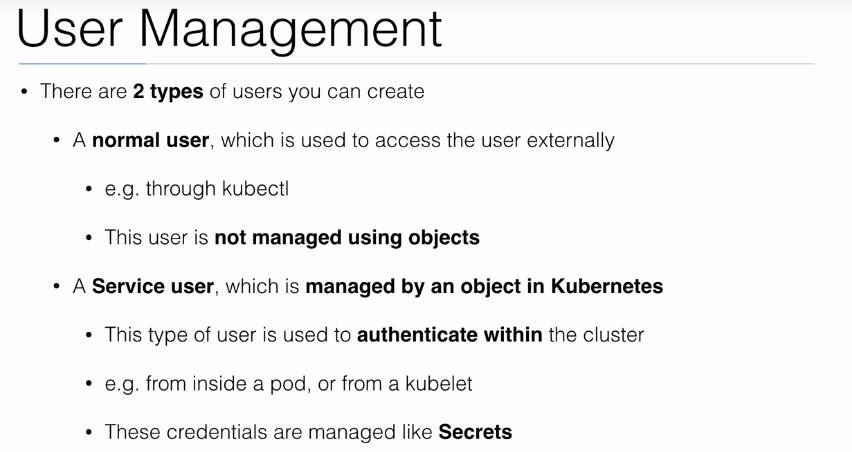 User Management
• There are 2 types of users you can create
• A normal user, which is used to access the user externally
• e.g. through kubectl
• This user is not managed using objects
• A Service user, which is managed by an object in Kubernetes
• This type of user is used to authenticate within the cluster
• e.g. from inside a pod, or from a kubelet
• These credentials are managed like Secrets